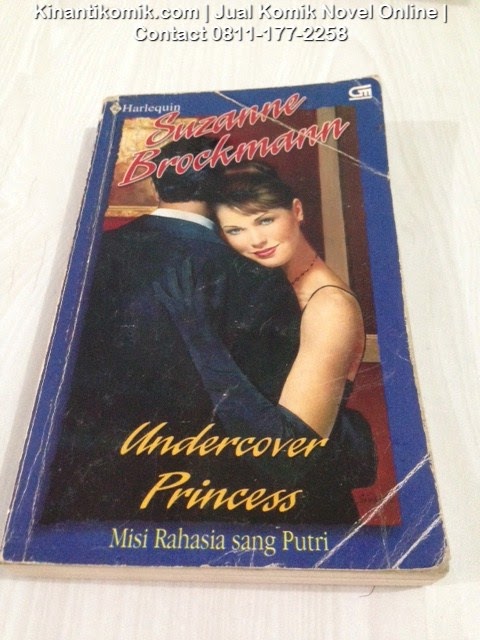 Kinantikomik.com | Jual Komik Novel Online |
Contact 0811-177-2258
Harlequin
GM
Suzanne
Brockmann
Undercover
Princess
Misi Rahasia sang Putri